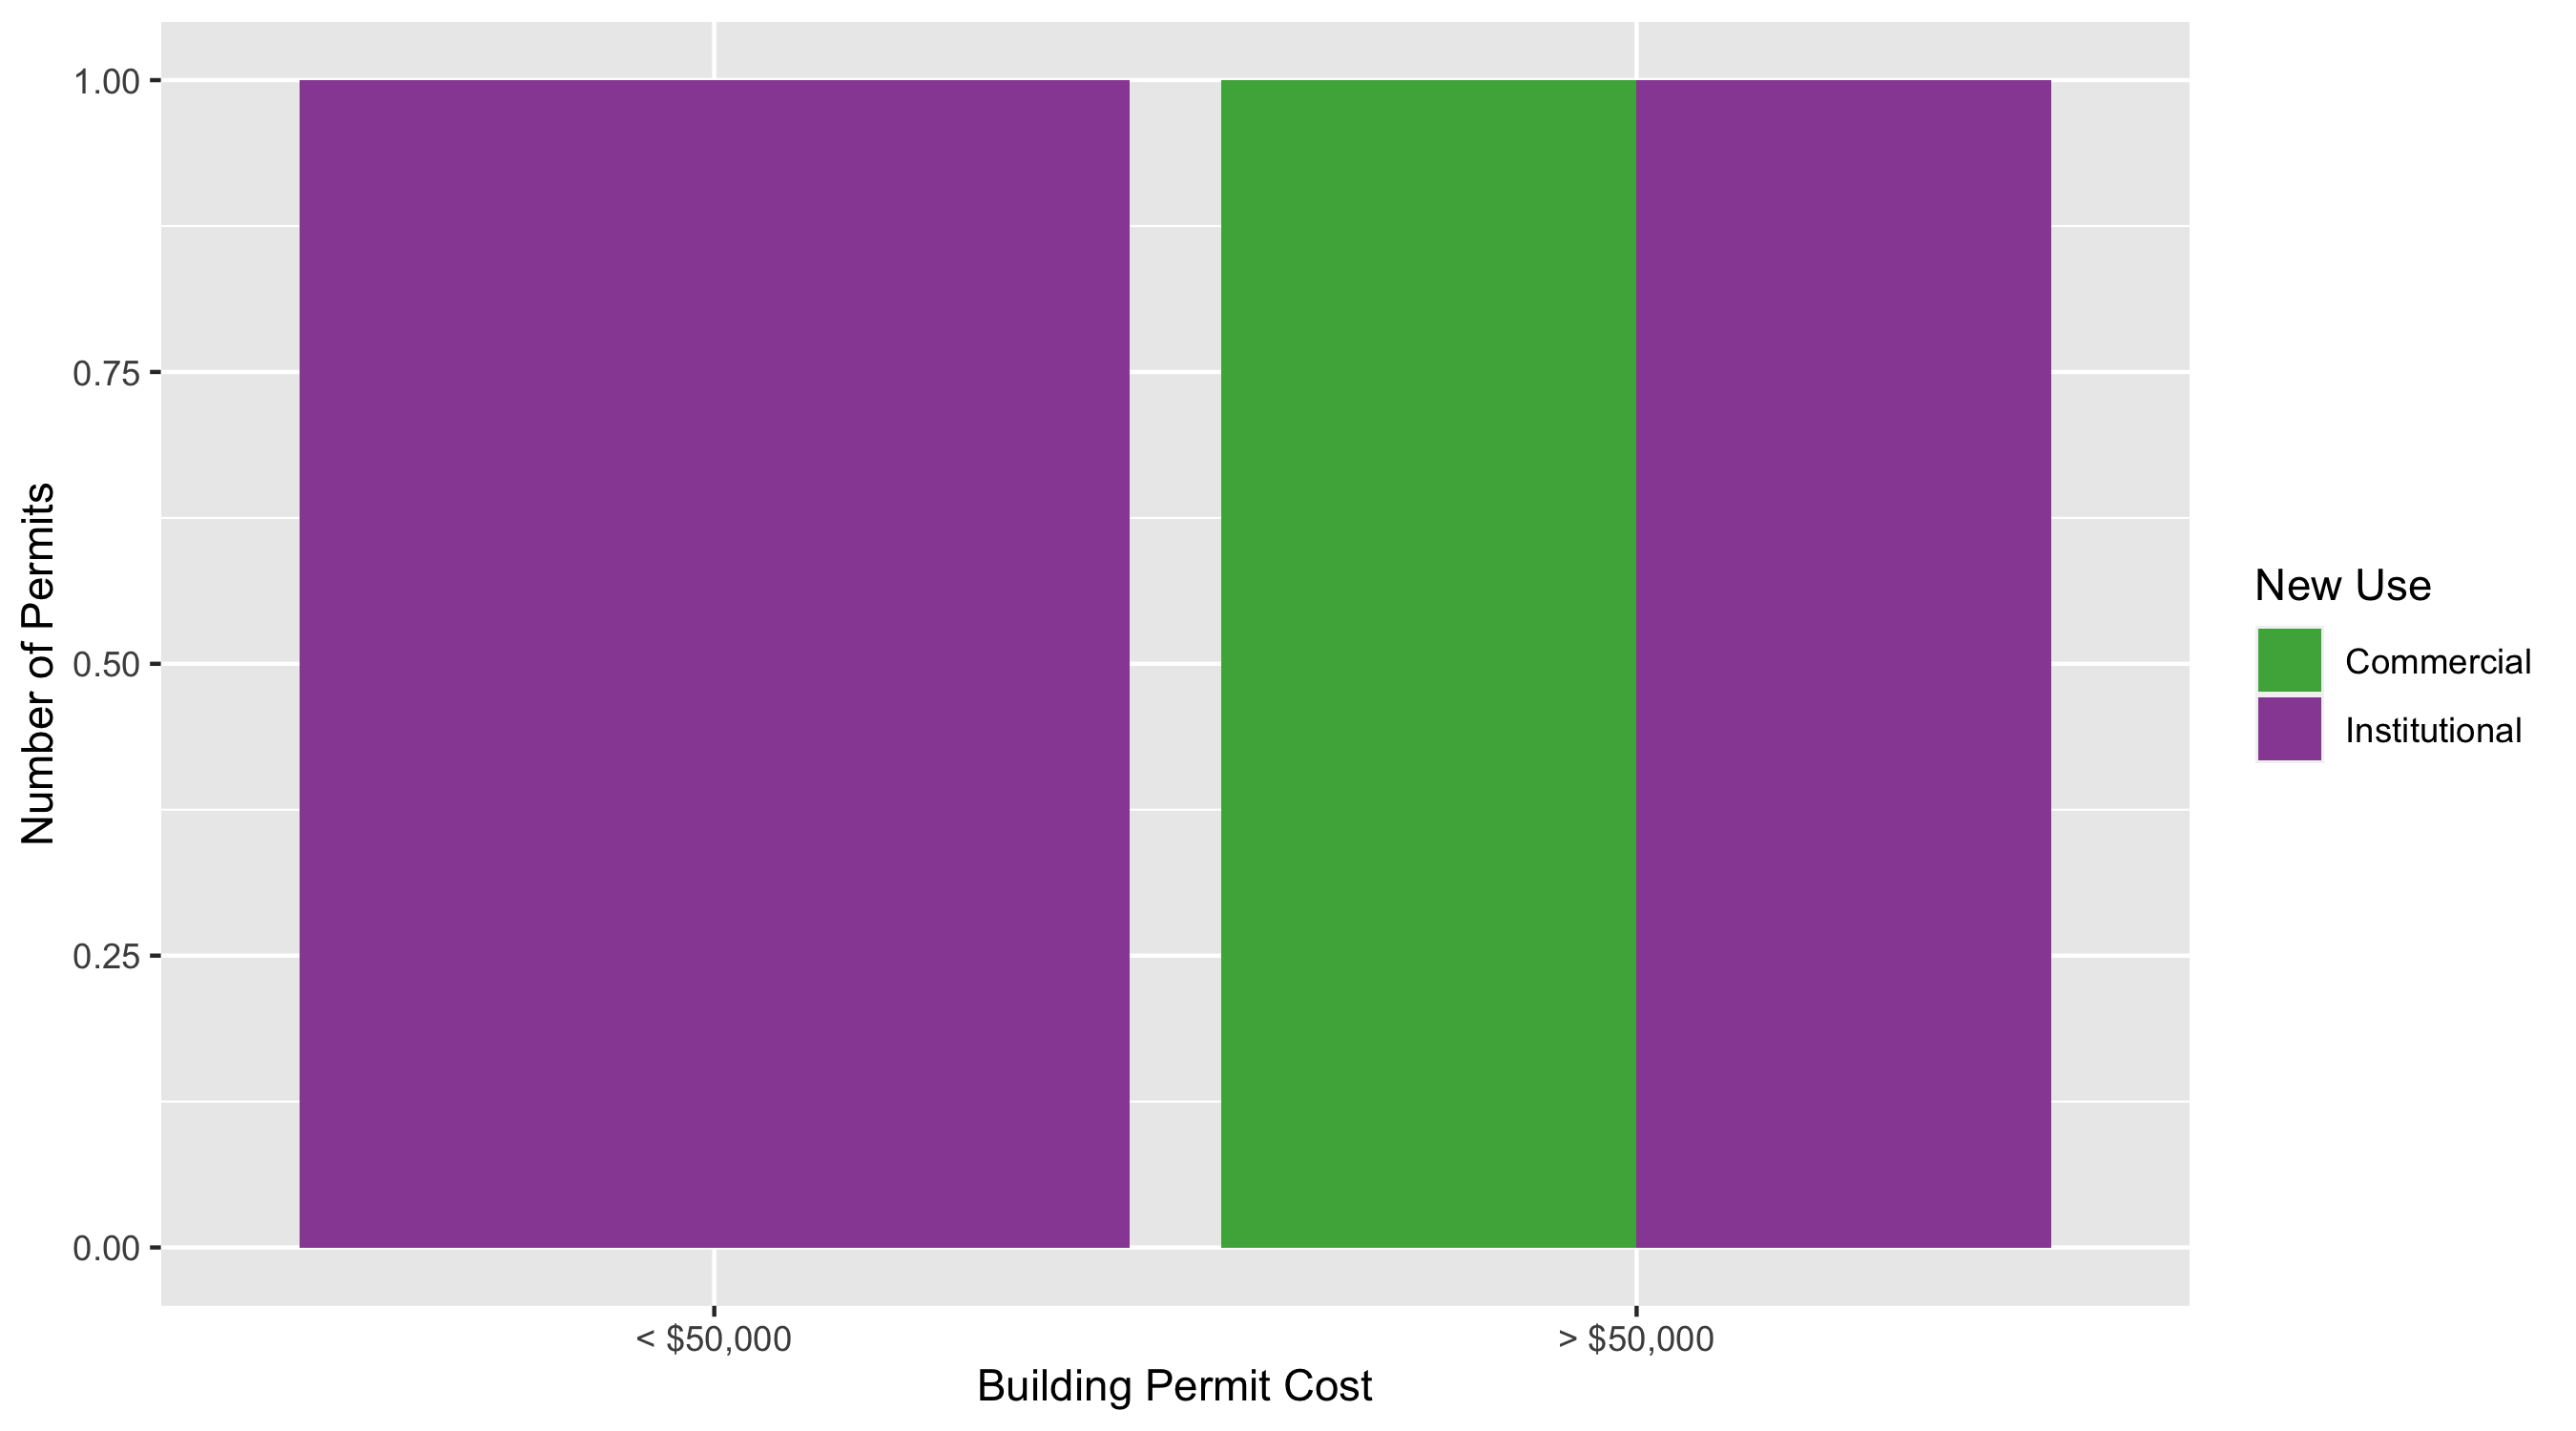 1.00
0.75
0.50
0.25
0.00
Number of Permits
< $50,000
> $50,000
Building Permit Cost
New Use
Commercial
Institutional